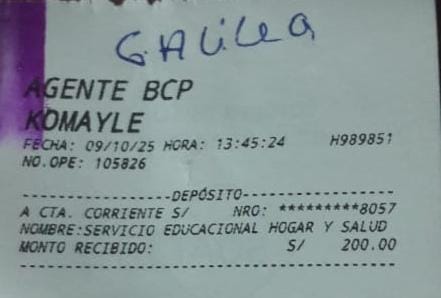 GALilea
AGENTE BCP
KOMAYLE
FECHA: 09/10/25 HORA: 13:45:24 H989851
NO.OPE: 105826
------------------DEPÓSITO------------------
A CTA. CORRIENTE S/ NRO: *********8057
NOMBRE:SERVICIO EDUCACIONAL HOGAR Y SALUD
MONTO RECIBIDO: S/ 200.00
--------------------------------------------